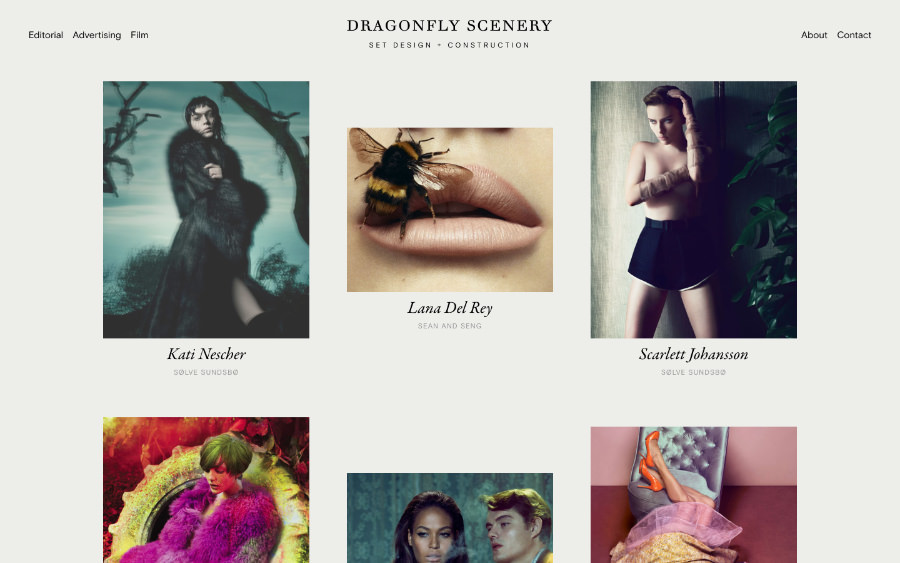 DRAGONFLY SCENERY
SET DESIGN + CONSTRUCTION
Editorial Advertising Film
About Contact
Kati Nescher
SØLVE SUNDSBØ
Lana Del Rey
SEAN AND SENG
Scarlett Johansson
SØLVE SUNDSBØ